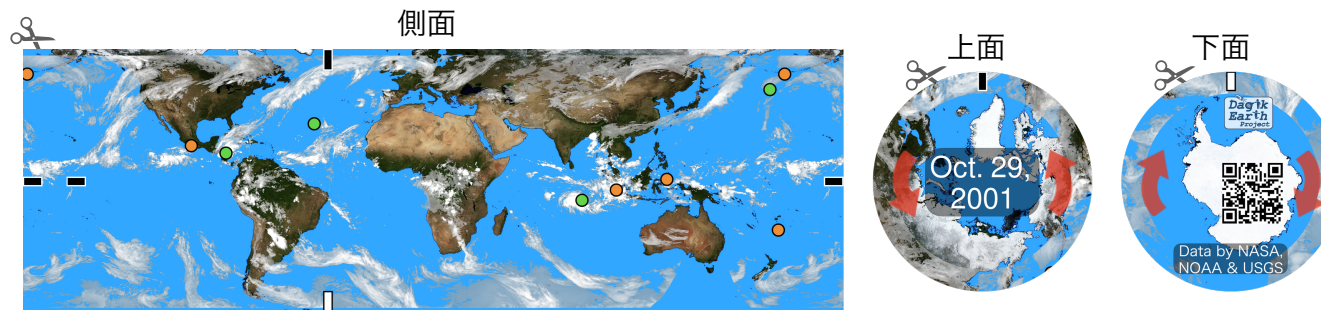 側面
上面
下面
Oct. 29,
2001
Dagik
Earth
Project
Data by NASA,
NOAA & USGS